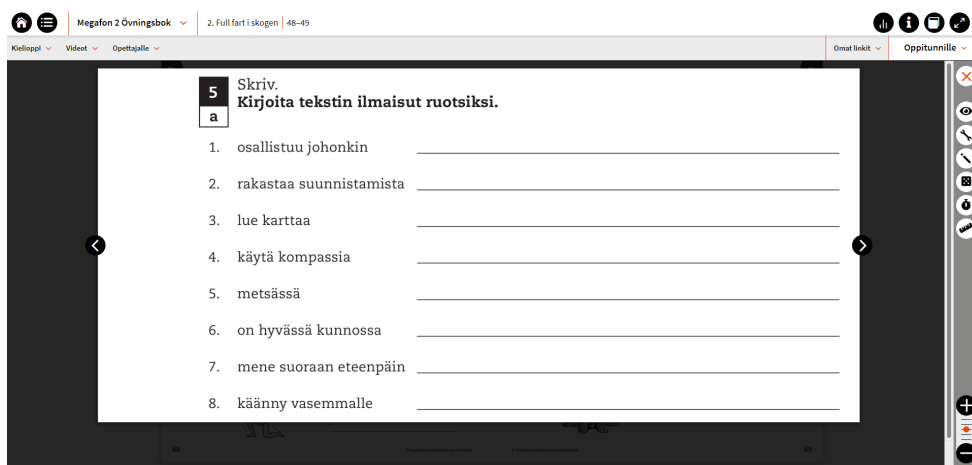 Megafon 2 Övningsbok
2. Full fart i skogen 48–49
Kielioppi Videot Opettajalle Omat linkit Oppitunnille
5 Skriv.
a Kirjoita tekstin ilmaisut ruotsiksi.
1. osallistuu johonkin
2. rakastaa suunnistamista
3. lue karttaa
4. käytä kompassia
5. metsässä
6. on hyvässä kunnossa
7. mene suoraan eteenpäin
8. käänny vasemmalle